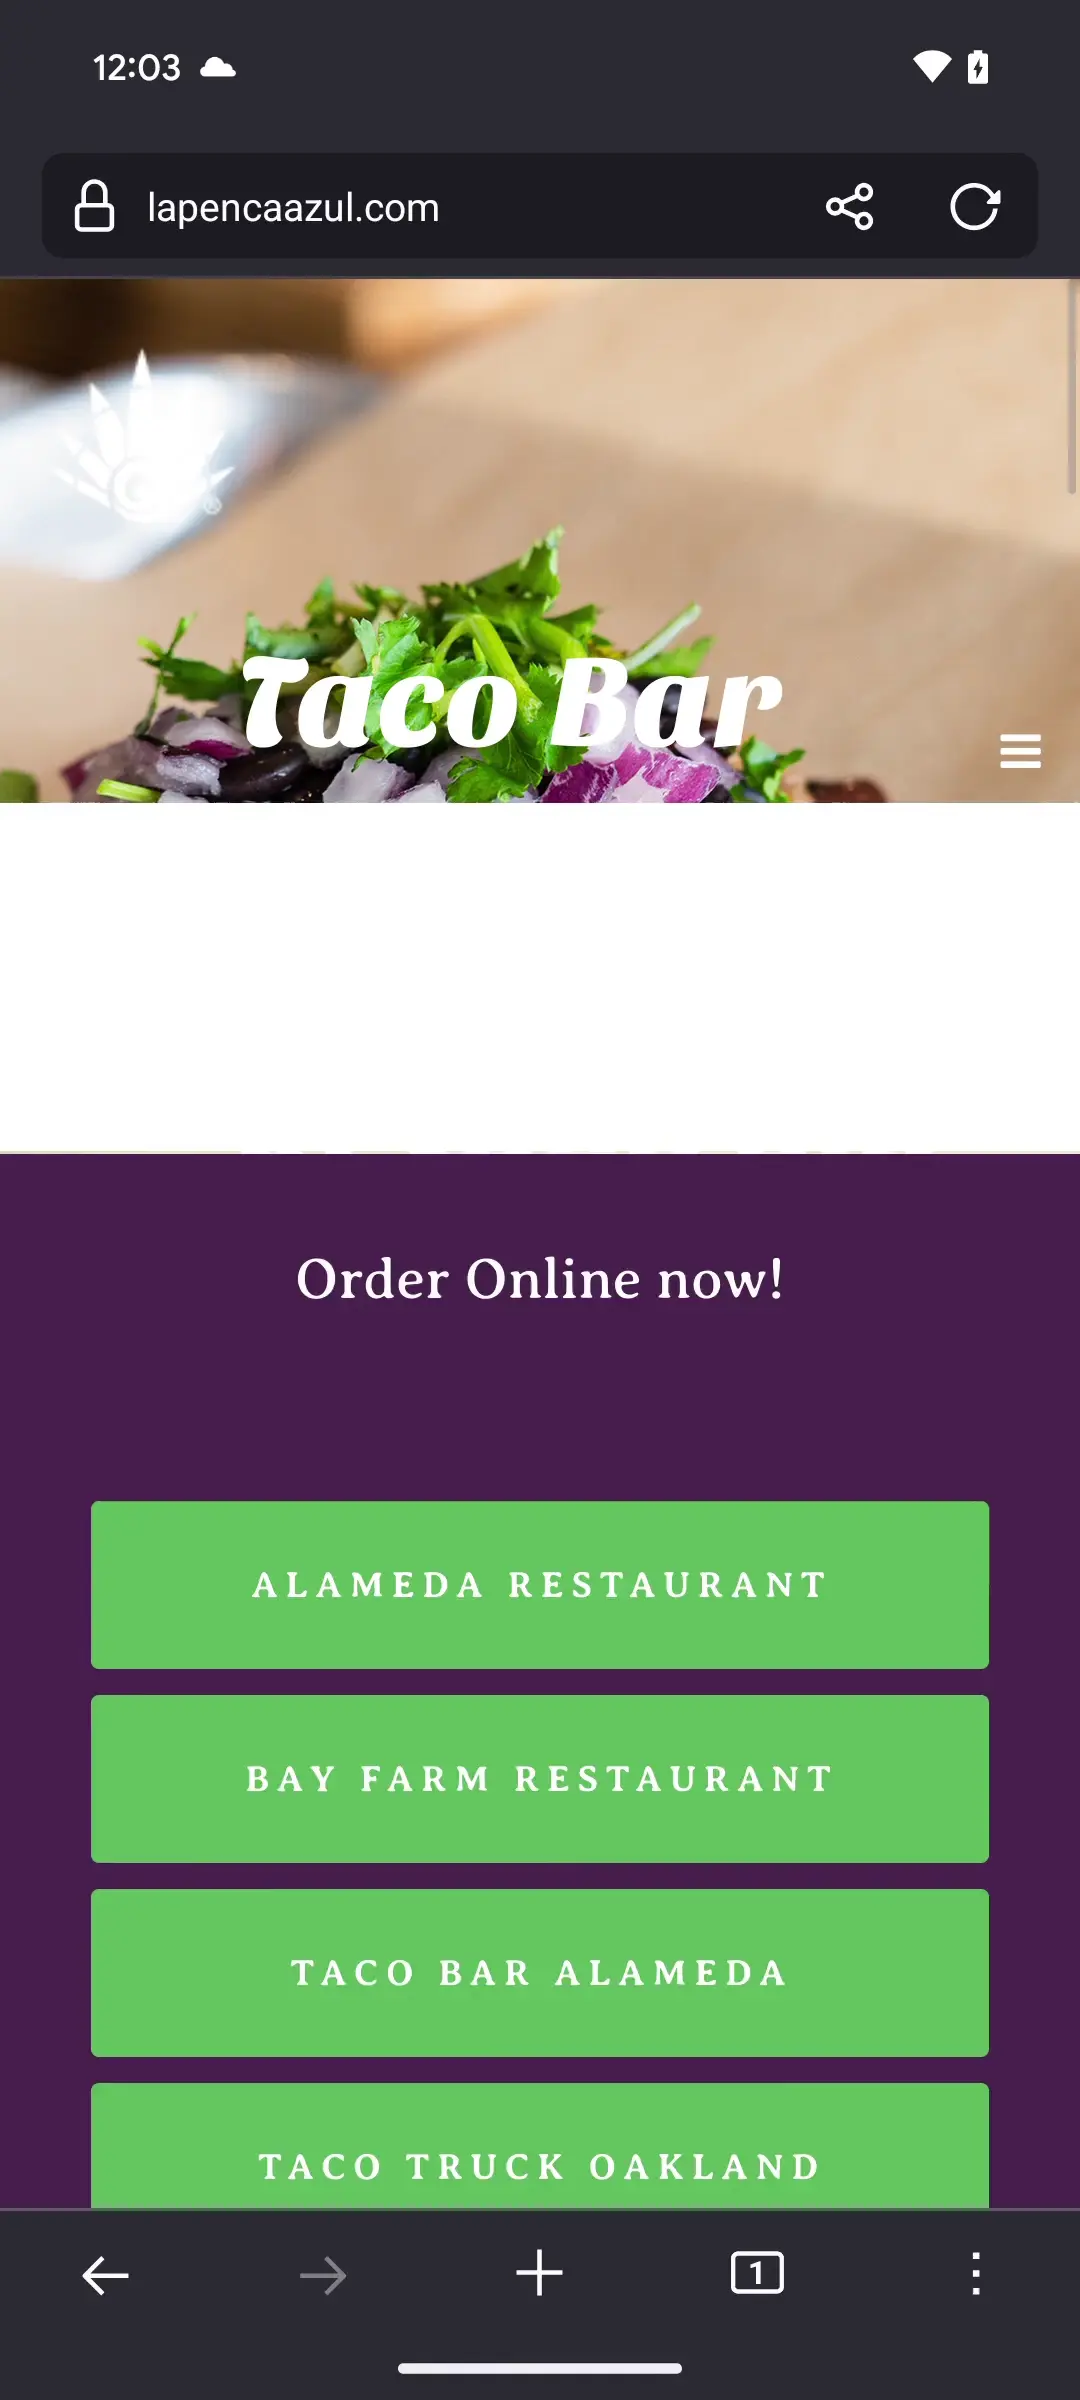 12:03
lapencaazul.com
Taco Bar
Order Online now!
ALAMEDA RESTAURANT
BAY FARM RESTAURANT
TACO BAR ALAMEDA
TACO TRUCK OAKLAND
1